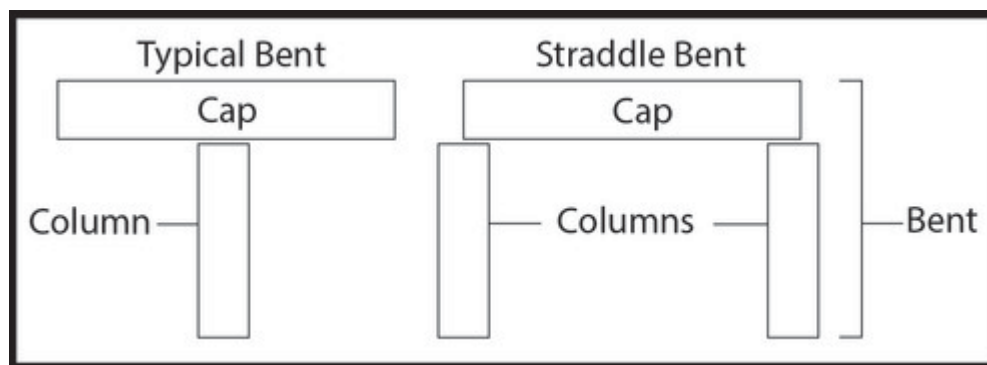 Typical Bent
Straddle Bent
Cap
Cap
Column
Columns
Bent